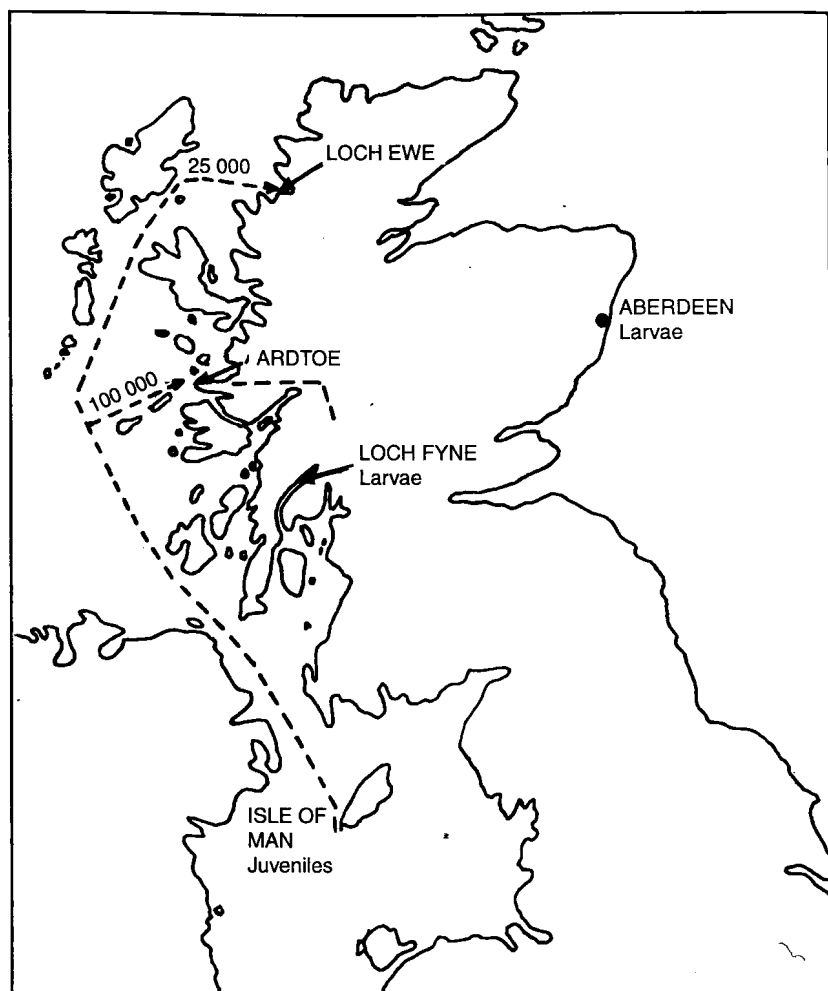 LOCH EWE
25 000
ABERDEEN
Larvae
ARDTOE
100 000
LOCH FYNE
Larvae
ISLE OF
MAN
Juveniles